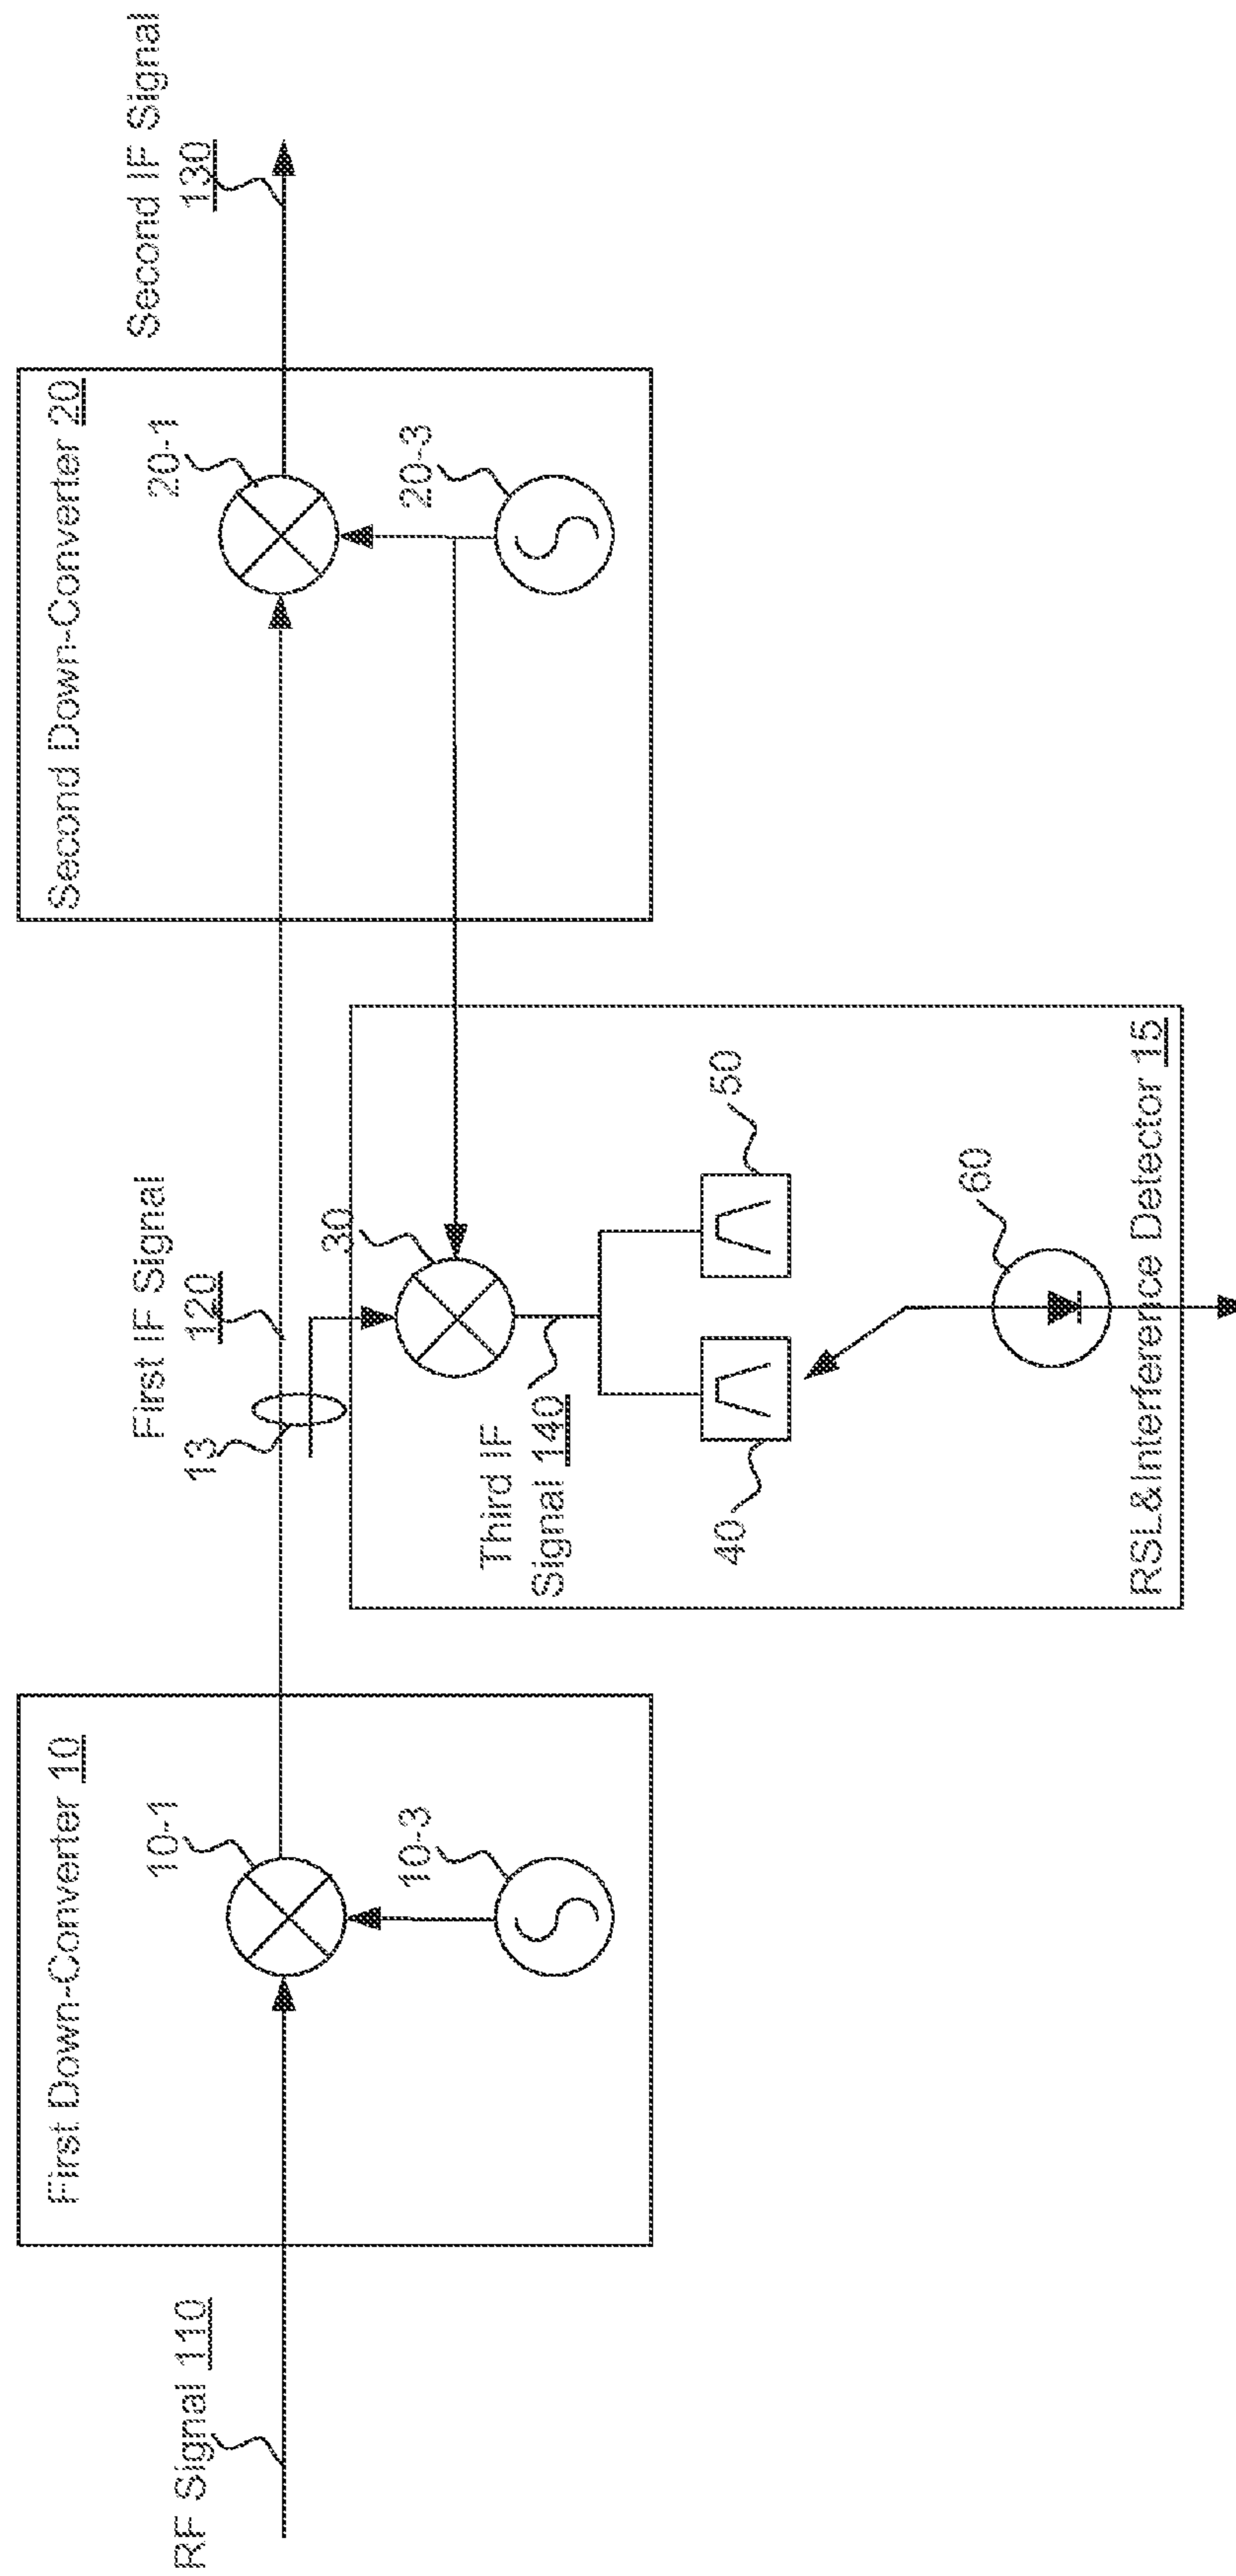 RF Signal 110
First Down-Converter 10
10-1
10-3
First IF Signal
120
13
30
Third IF
Signal 140
40
50
60
RSL&Interference Detector 15
Second Down-Converter 20
20-1
20-3
Second IF Signal
130